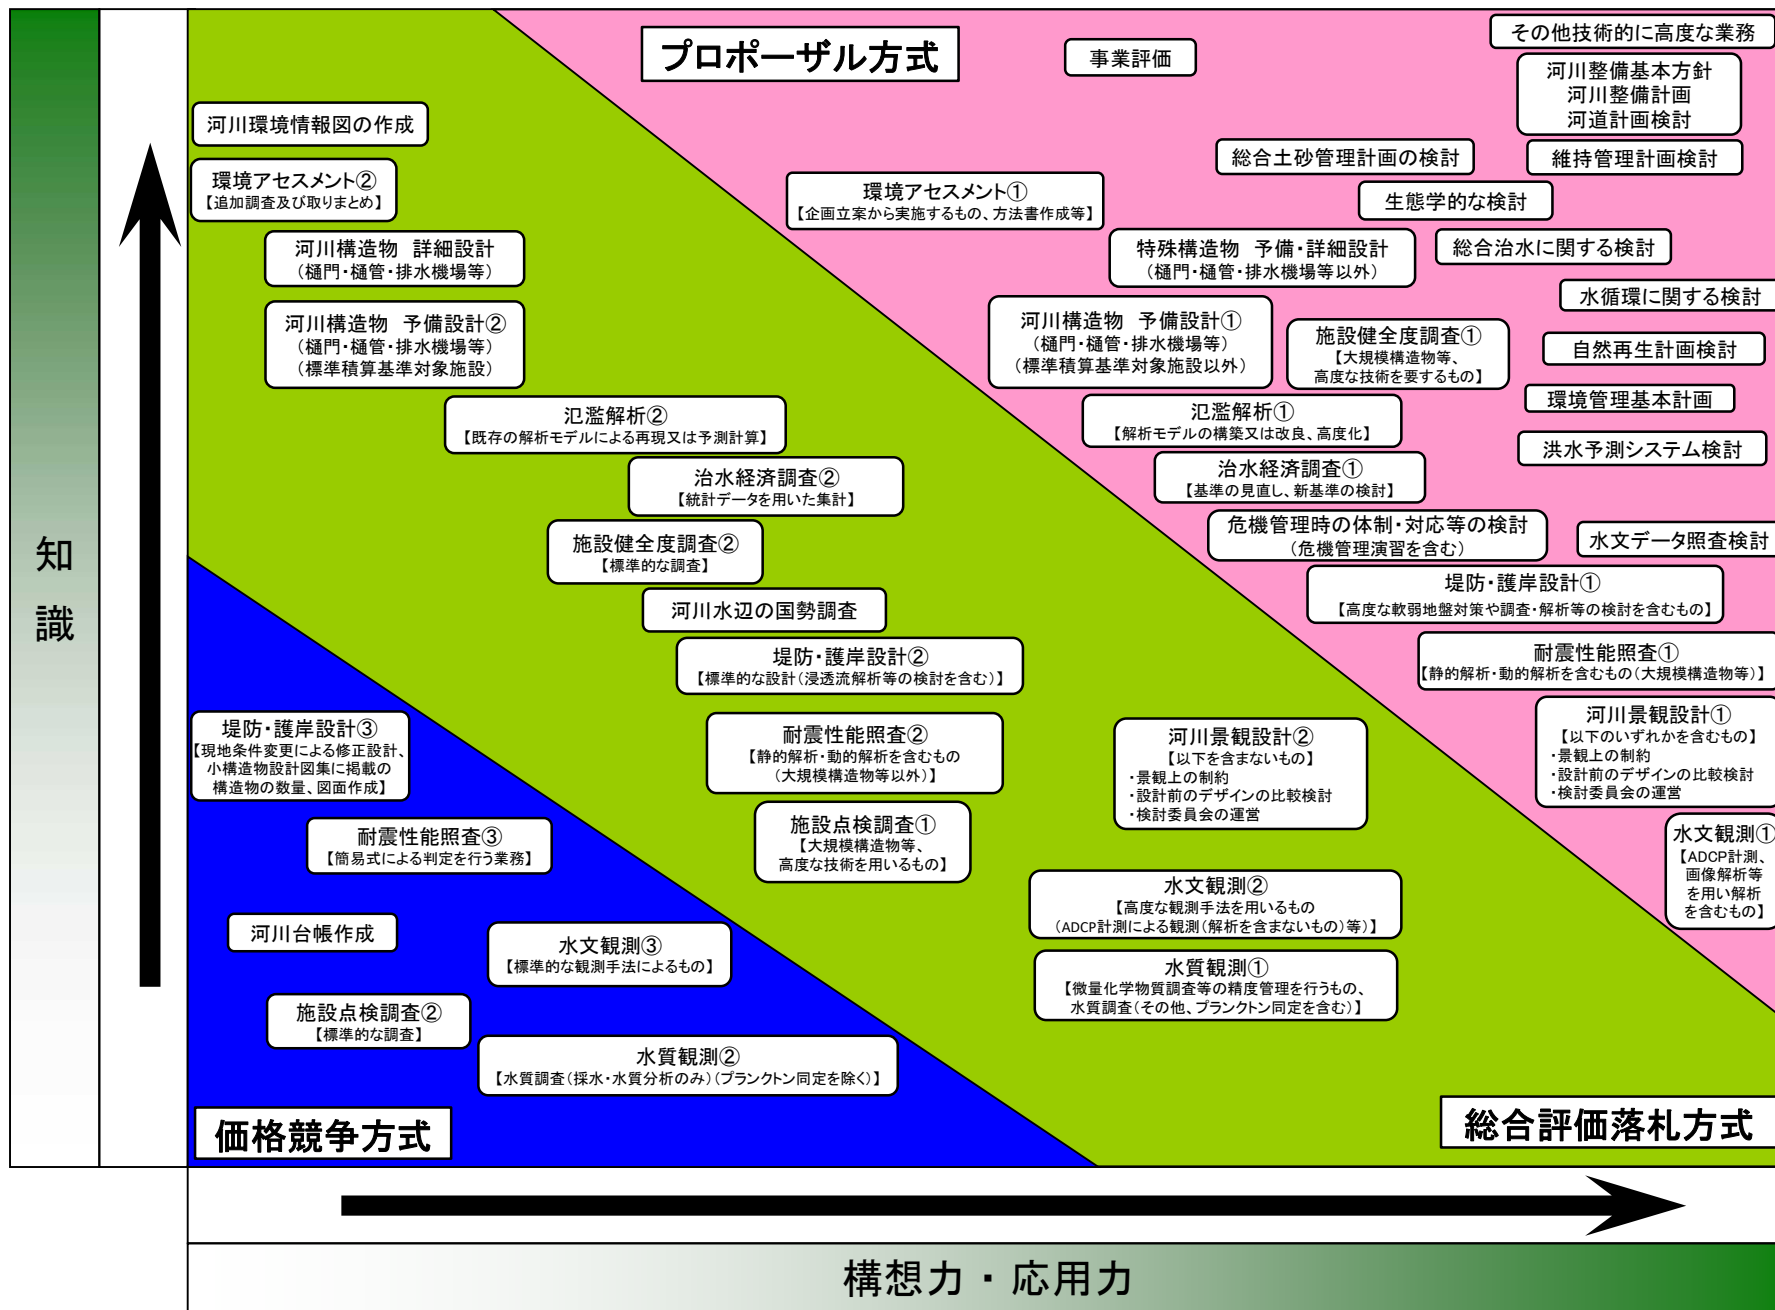 プロポーザル方式
事業評価
その他技術的に高度な業務
河川整備基本方針
河川整備計画
河道計画検討
河川環境情報図の作成
総合土砂管理計画の検討
維持管理計画検討
環境アセスメント②
【追加調査及び取りまとめ】
環境アセスメント①
【企画立案から実施するもの、方法書作成等】
生態学的な検討
河川構造物 詳細設計
(樋門・樋管・排水機場等)
特殊構造物 予備・詳細設計
(樋門・樋管・排水機場等以外)
総合治水に関する検討
水循環に関する検討
河川構造物 予備設計②
(樋門・樋管・排水機場等)
(標準積算基準対象施設)
河川構造物 予備設計①
(樋門・樋管・排水機場等)
(標準積算基準対象施設以外)
施設健全度調査①
【大規模構造物等、
高度な技術を要するもの】
自然再生計画検討
環境管理基本計画
氾濫解析②
【既存の解析モデルによる再現又は予測計算】
氾濫解析①
【解析モデルの構築又は改良、高度化】
洪水予測システム検討
治水経済調査②
【統計データを用いた集計】
治水経済調査①
【基準の見直し、新基準の検討】
施設健全度調査②
【標準的な調査】
危機管理時の体制・対応等の検討
(危機管理演習を含む)
水文データ照査検討
知
識
河川水辺の国勢調査
堤防・護岸設計①
【高度な軟弱地盤対策や調査・解析等の検討を含むもの】
堤防・護岸設計②
【標準的な設計(浸透流解析等の検討を含む)】
耐震性能照査①
【静的解析・動的解析を含むもの(大規模構造物等)】
堤防・護岸設計③
【現地条件変更による修正設計、
小構造物設計図集に掲載の
構造物の数量、図面作成】
耐震性能照査②
【静的解析・動的解析を含むもの
(大規模構造物等以外)】
河川景観設計②
【以下を含まないもの】
・景観上の制約
・設計前のデザインの比較検討
・検討委員会の運営
河川景観設計①
【以下のいずれかを含むもの】
・景観上の制約
・設計前のデザインの比較検討
・検討委員会の運営
耐震性能照査③
【簡易式による判定を行う業務】
施設点検調査①
【大規模構造物等、
高度な技術を用いるもの】
水文観測①
【ADCP計測、
画像解析等
を用い解析
を含むもの】
水文観測②
【高度な観測手法を用いるもの
(ADCP計測による観測(解析を含まないもの)等)】
河川台帳作成
水文観測③
【標準的な観測手法によるもの】
水質観測①
【微量化学物質調査等の精度管理を行うもの、
水質調査(その他、プランクトン同定を含む)】
施設点検調査②
【標準的な調査】
水質観測②
【水質調査(採水・水質分析のみ)(プランクトン同定を除く)】
価格競争方式
総合評価落札方式
構想力・応用力